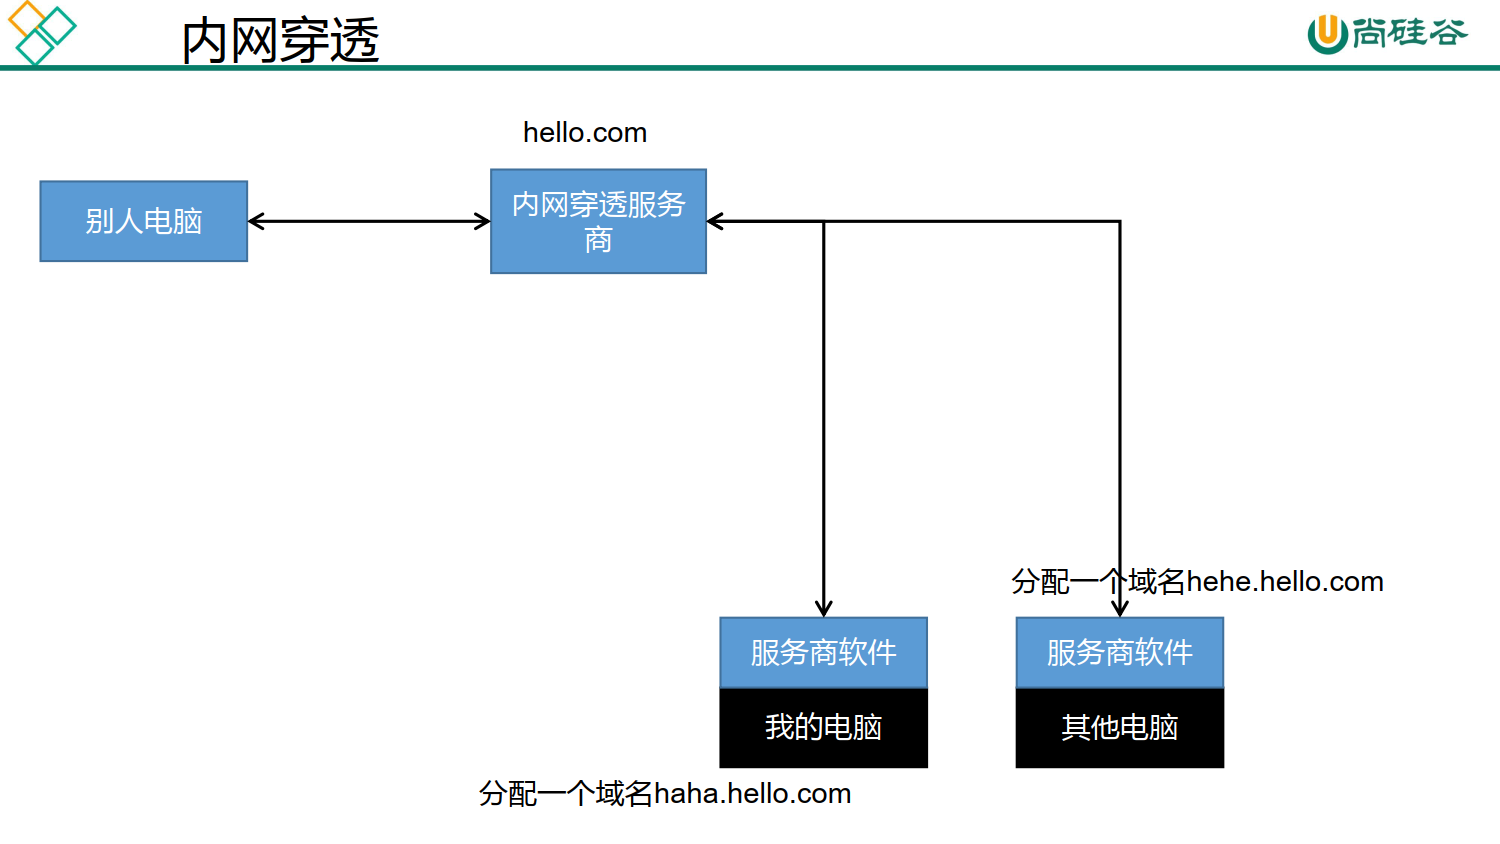 内网穿透
尚硅谷
hello.com
别人电脑
内网穿透服务
商
分配一个域名hehe.hello.com
服务商软件
服务商软件
我的电脑
其他电脑
分配一个域名haha.hello.com